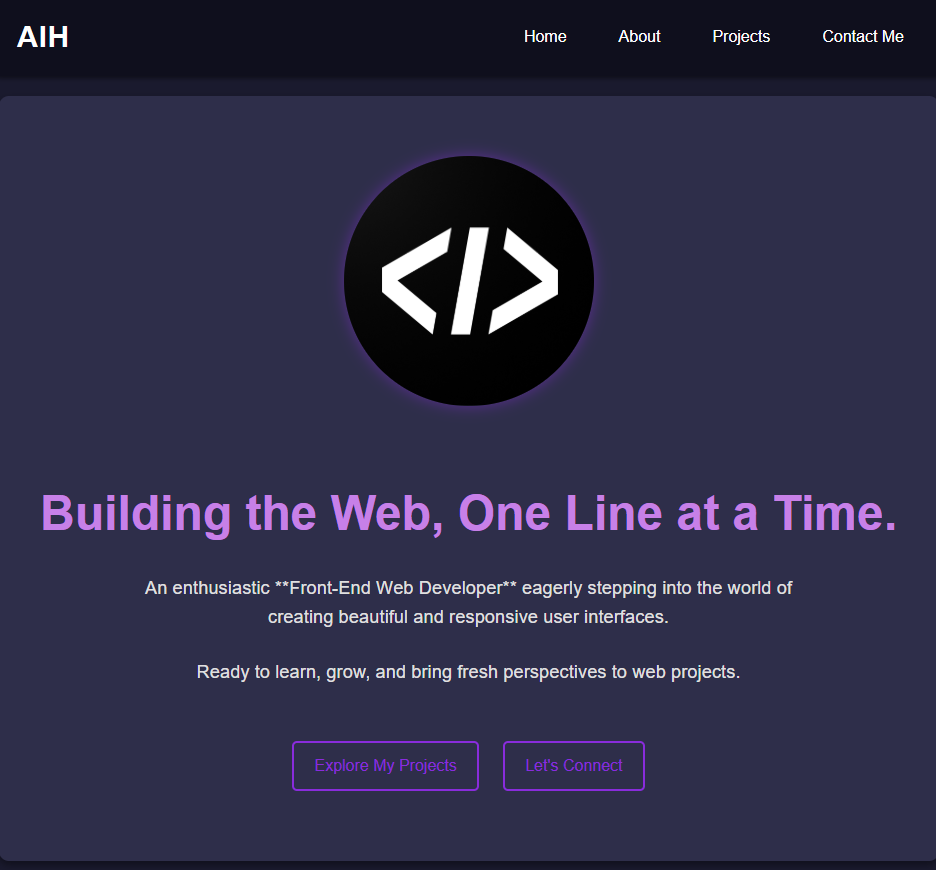 AIH
Home
About
Projects
Contact Me
</>
Building the Web, One Line at a Time.
An enthusiastic **Front-End Web Developer** eagerly stepping into the world of
creating beautiful and responsive user interfaces.
Ready to learn, grow, and bring fresh perspectives to web projects.
Explore My Projects
Let's Connect